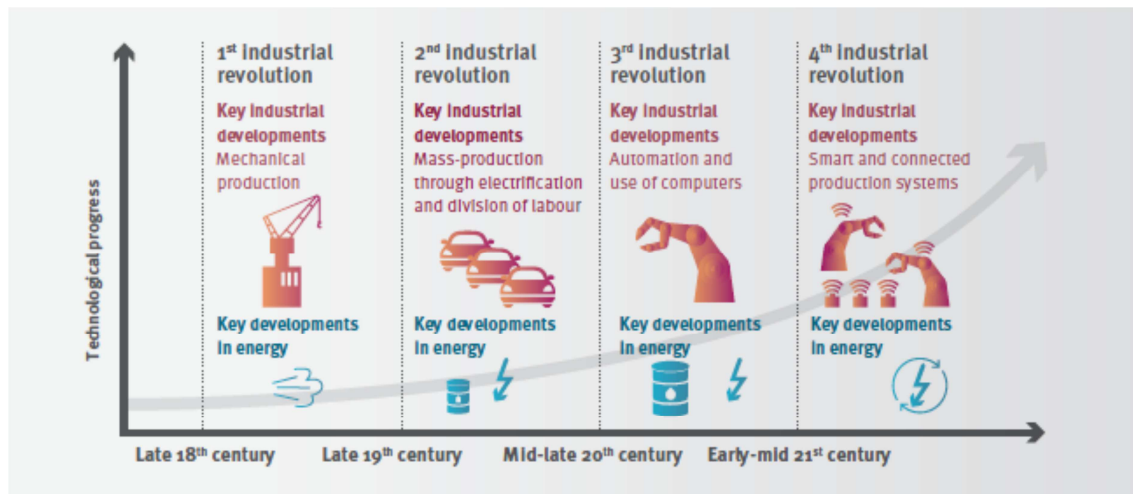 1st industrial
revolution
Key industrial
developments
Mechanical
production
Key developments
in energy
2nd industrial
revolution
Key industrial
developments
Mass-production
through electrification
and division of labour
Key developments
in energy
3rd industrial
revolution
Key industrial
developments
Automation and
use of computers
Key developments
in energy
4th industrial
revolution
Key industrial
developments
Smart and connected
production systems
Key developments
in energy
Technological progress
Late 18th century
Late 19th century
Mid-late 20th century
Early-mid 21st century